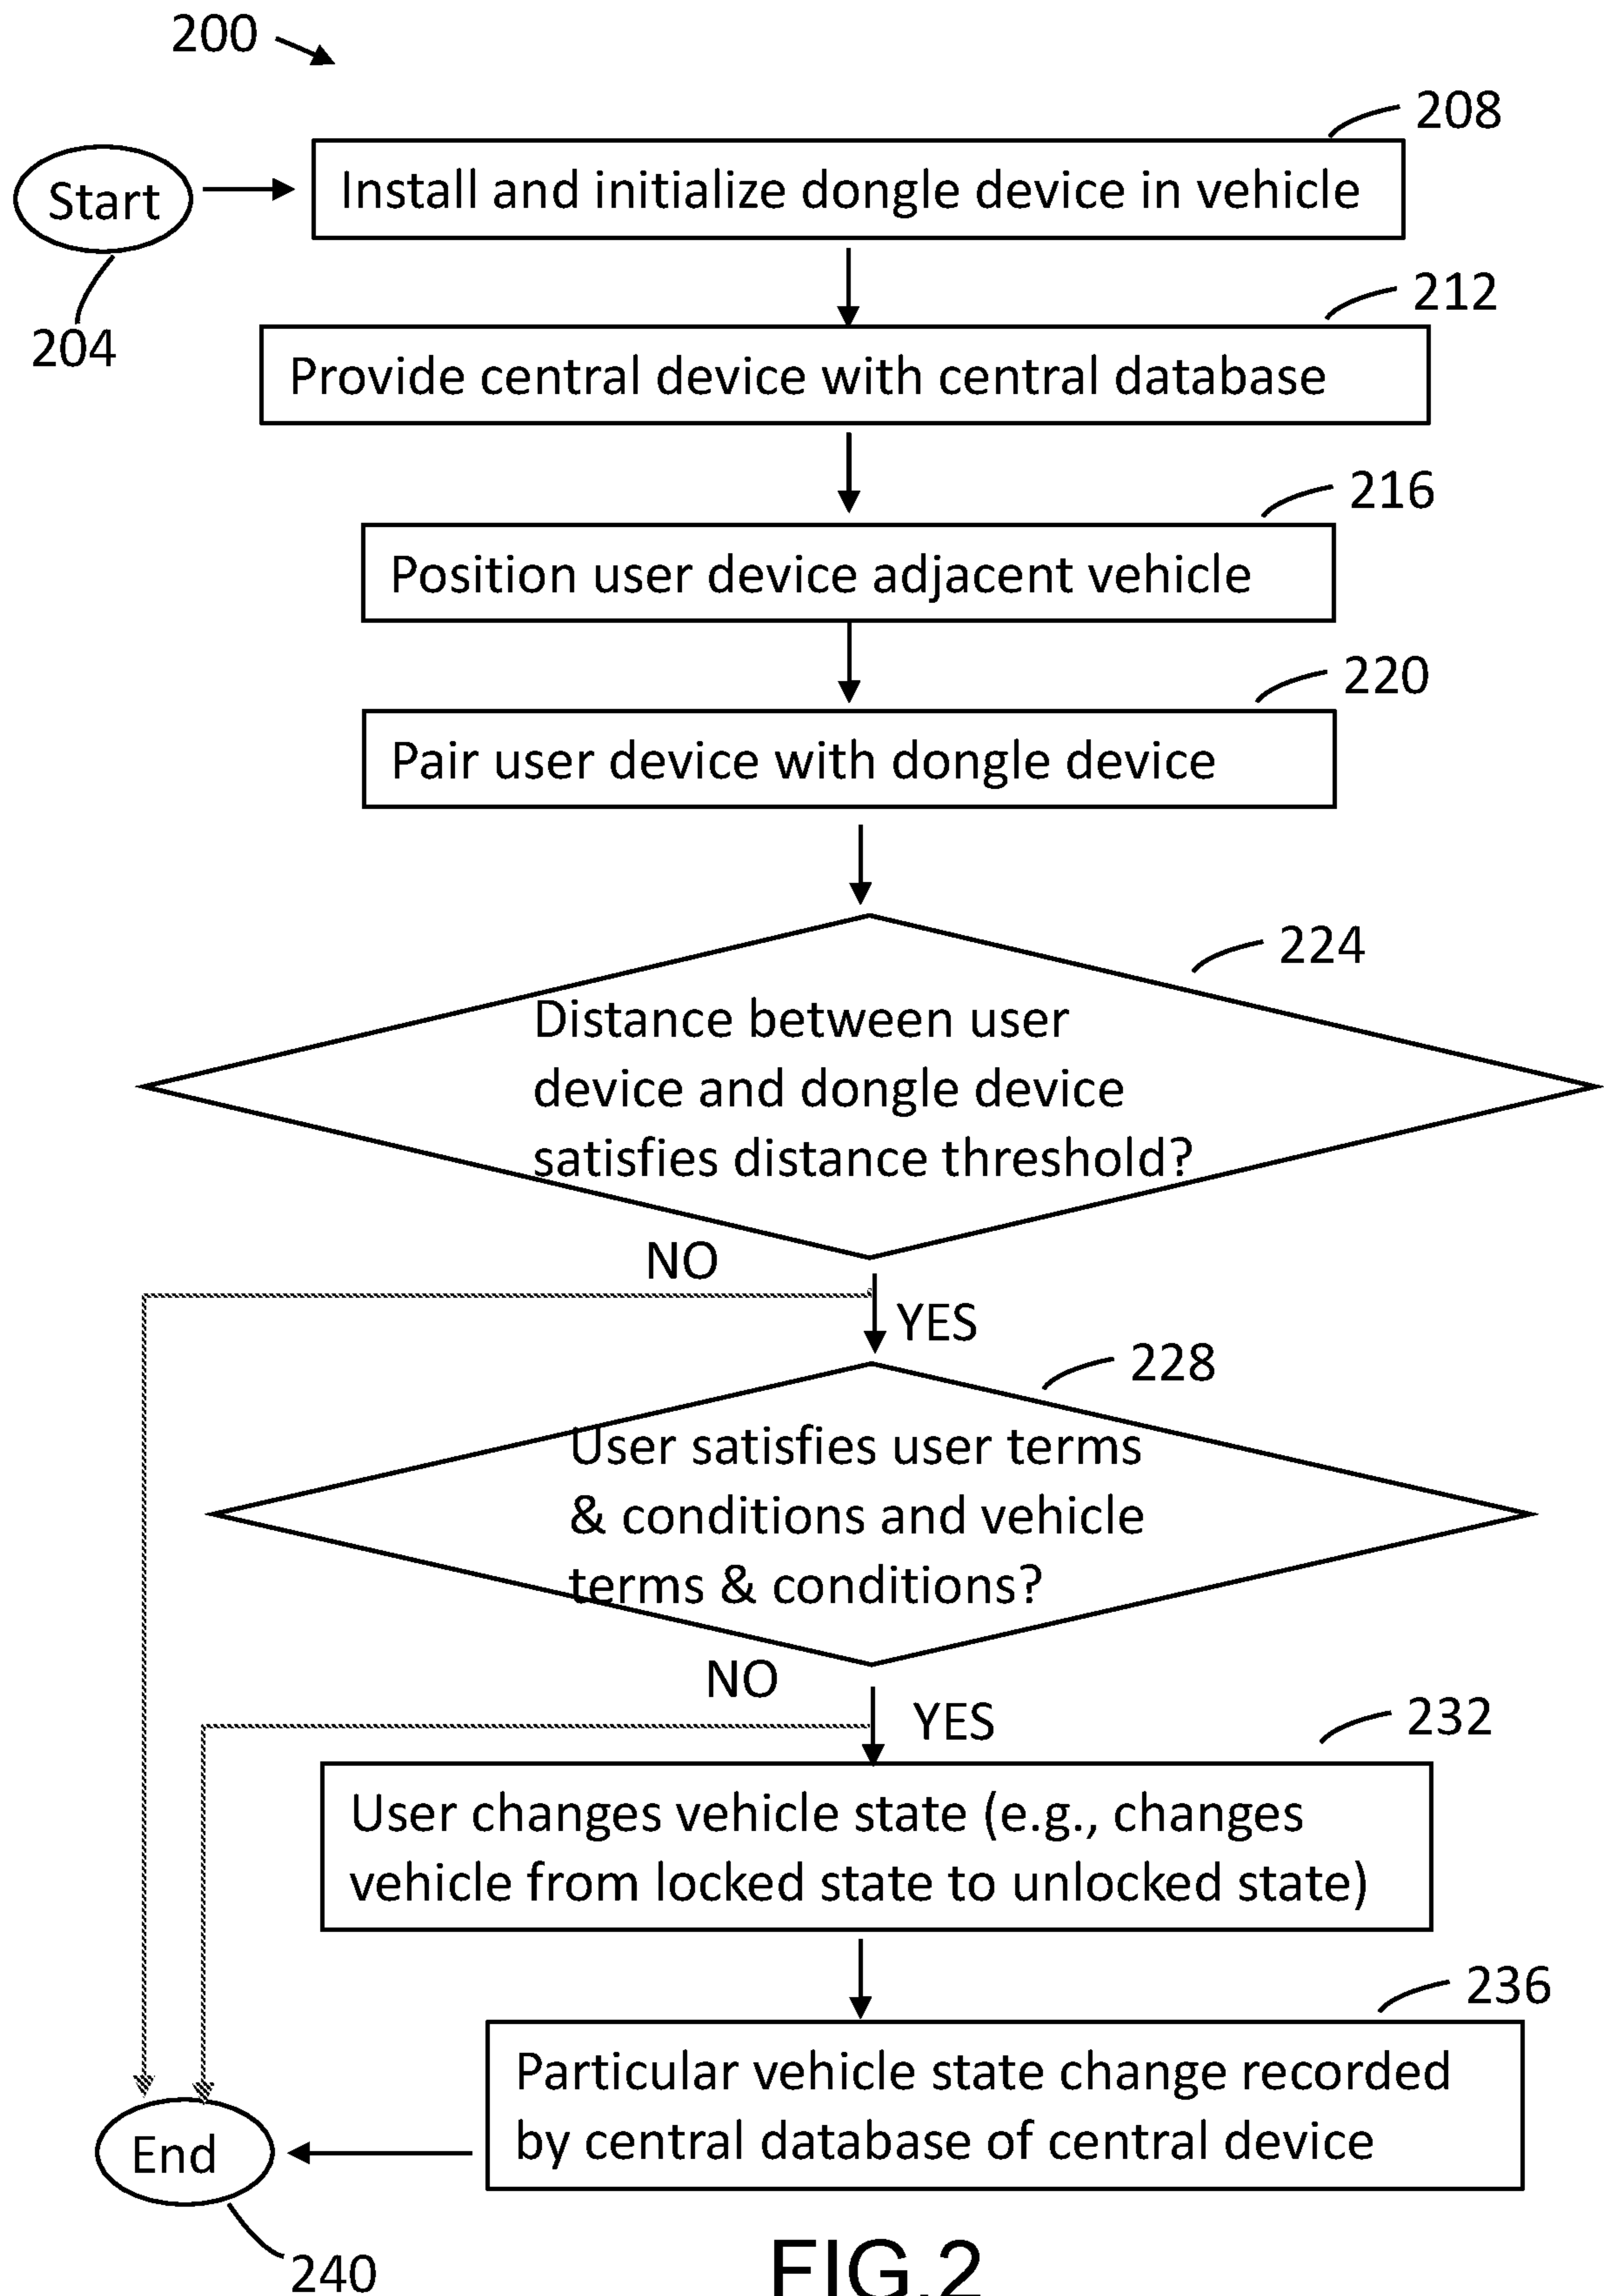 200
208
Start
Install and initialize dongle device in vehicle
204
212
Provide central device with central database
216
Position user device adjacent vehicle
220
Pair user device with dongle device
224
Distance between user
device and dongle device
satisfies distance threshold?
NO
YES
228
User satisfies user terms
& conditions and vehicle
terms & conditions?
NO
YES
232
User changes vehicle state (e.g., changes
vehicle from locked state to unlocked state)
236
Particular vehicle state change recorded
by central database of central device
End
240
FIG.2